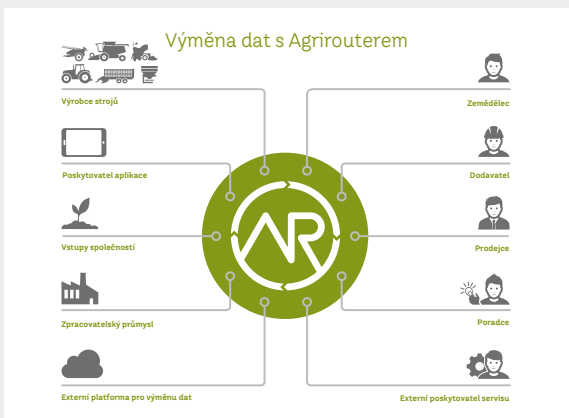 Výměna dat s Agrirouterem
Výrobce strojů
Zemědělec
Poskytovatel aplikace
Dodavatel
Vstupy společností
Prodejce
Zpracovatelský průmysl
Poradce
Externí platforma pro výměnu dat
Externí poskytovatel servisu
AR